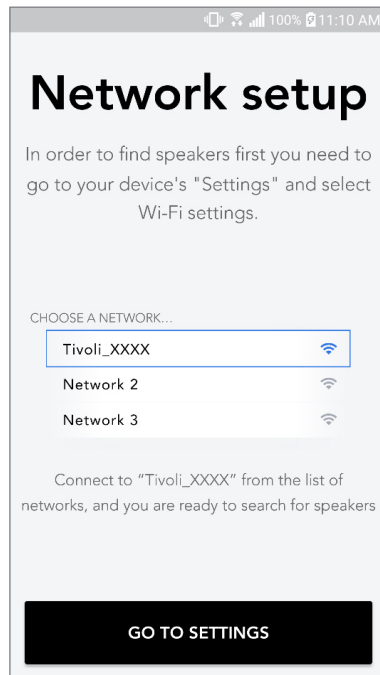 100% 11:10 AM
Network setup
In order to find speakers first you need to
go to your device's "Settings" and select
Wi-Fi settings.
CHOOSE A NETWORK...
Tivoli_XXXX
Network 2
Network 3
Connect to “Tivoli_XXXX” from the list of
networks, and you are ready to search for speakers
GO TO SETTINGS